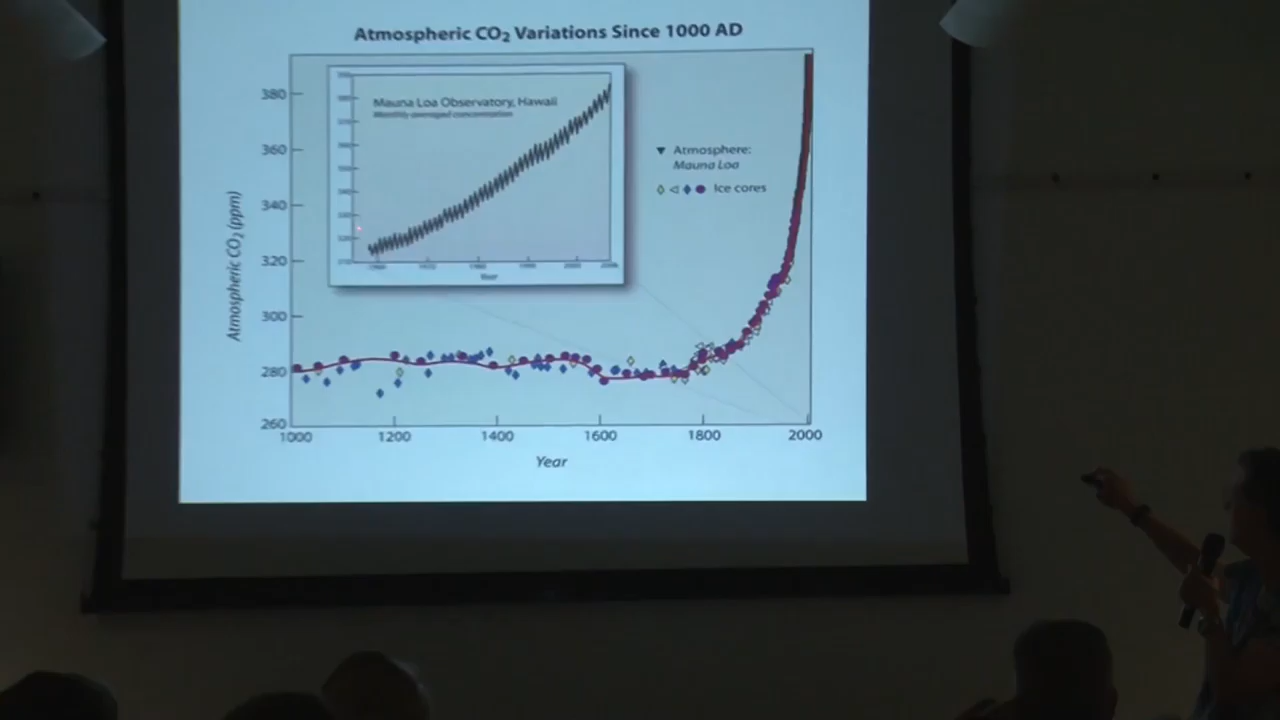 Atmospheric CO₂ Variations Since 1000 AD
Mauna Loa Observatory, Hawaii
Monthly averaged concentration
Year
Atmosphere:
Mauna Loa
Ice cores
Atmospheric CO₂ (ppm)
380
360
340
320
300
280
260
1000
1200
1400
1600
1800
2000
Year